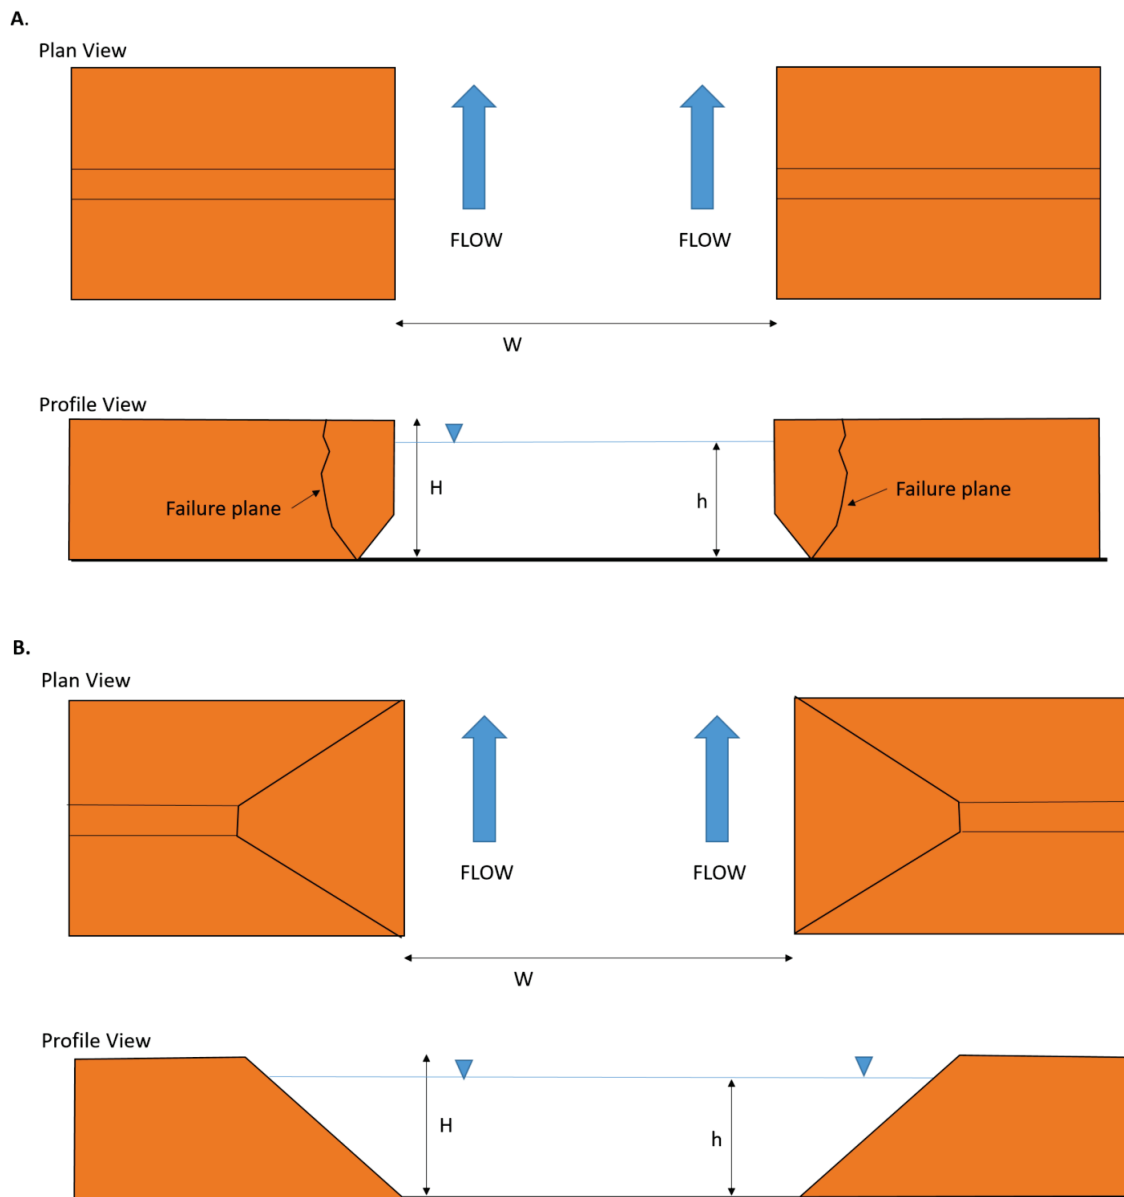 A.
Plan View
FLOW
FLOW
W
Profile View
H
h
Failure plane
Failure plane
B.
Plan View
FLOW
FLOW
W
Profile View
H
h